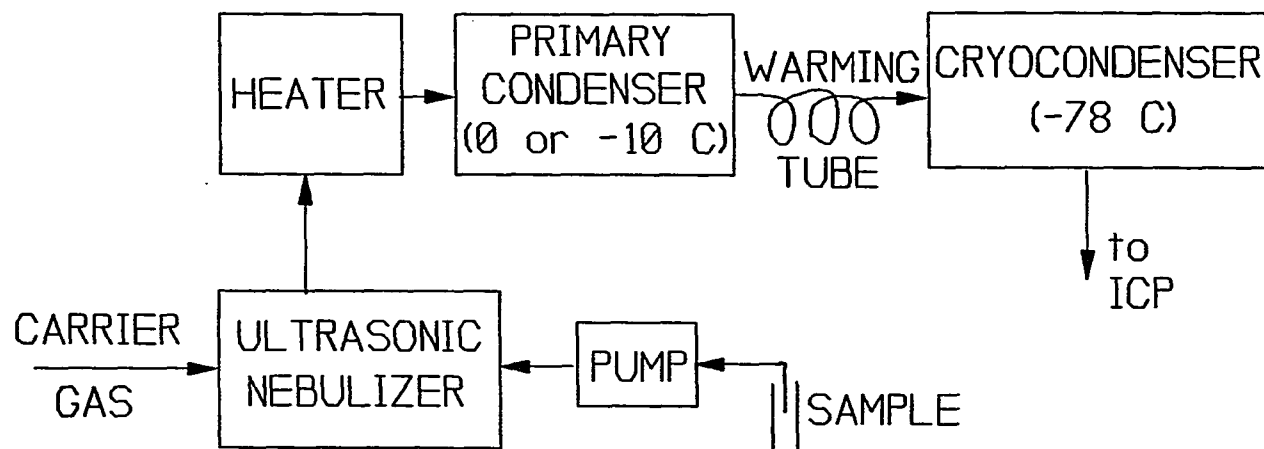 HEATER
PRIMARY
CONDENSER
(0 or -10 C)
WARMING
TUBE
CRYOCONDENSER
(-78 C)
to
ICP
CARRIER
GAS
ULTRASONIC
NEBULIZER
PUMP
SAMPLE